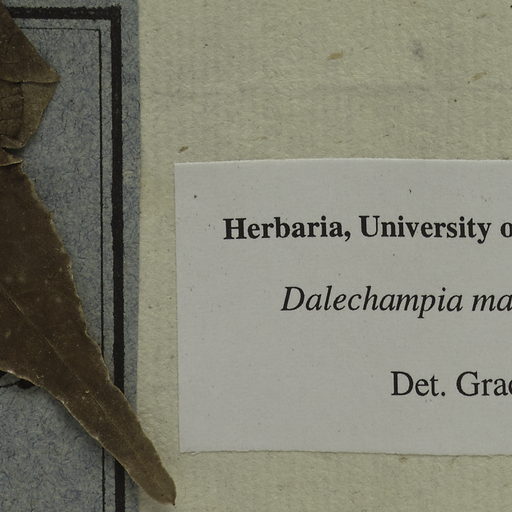 Herbaria, University o
Dalechampia ma
Det. Grac